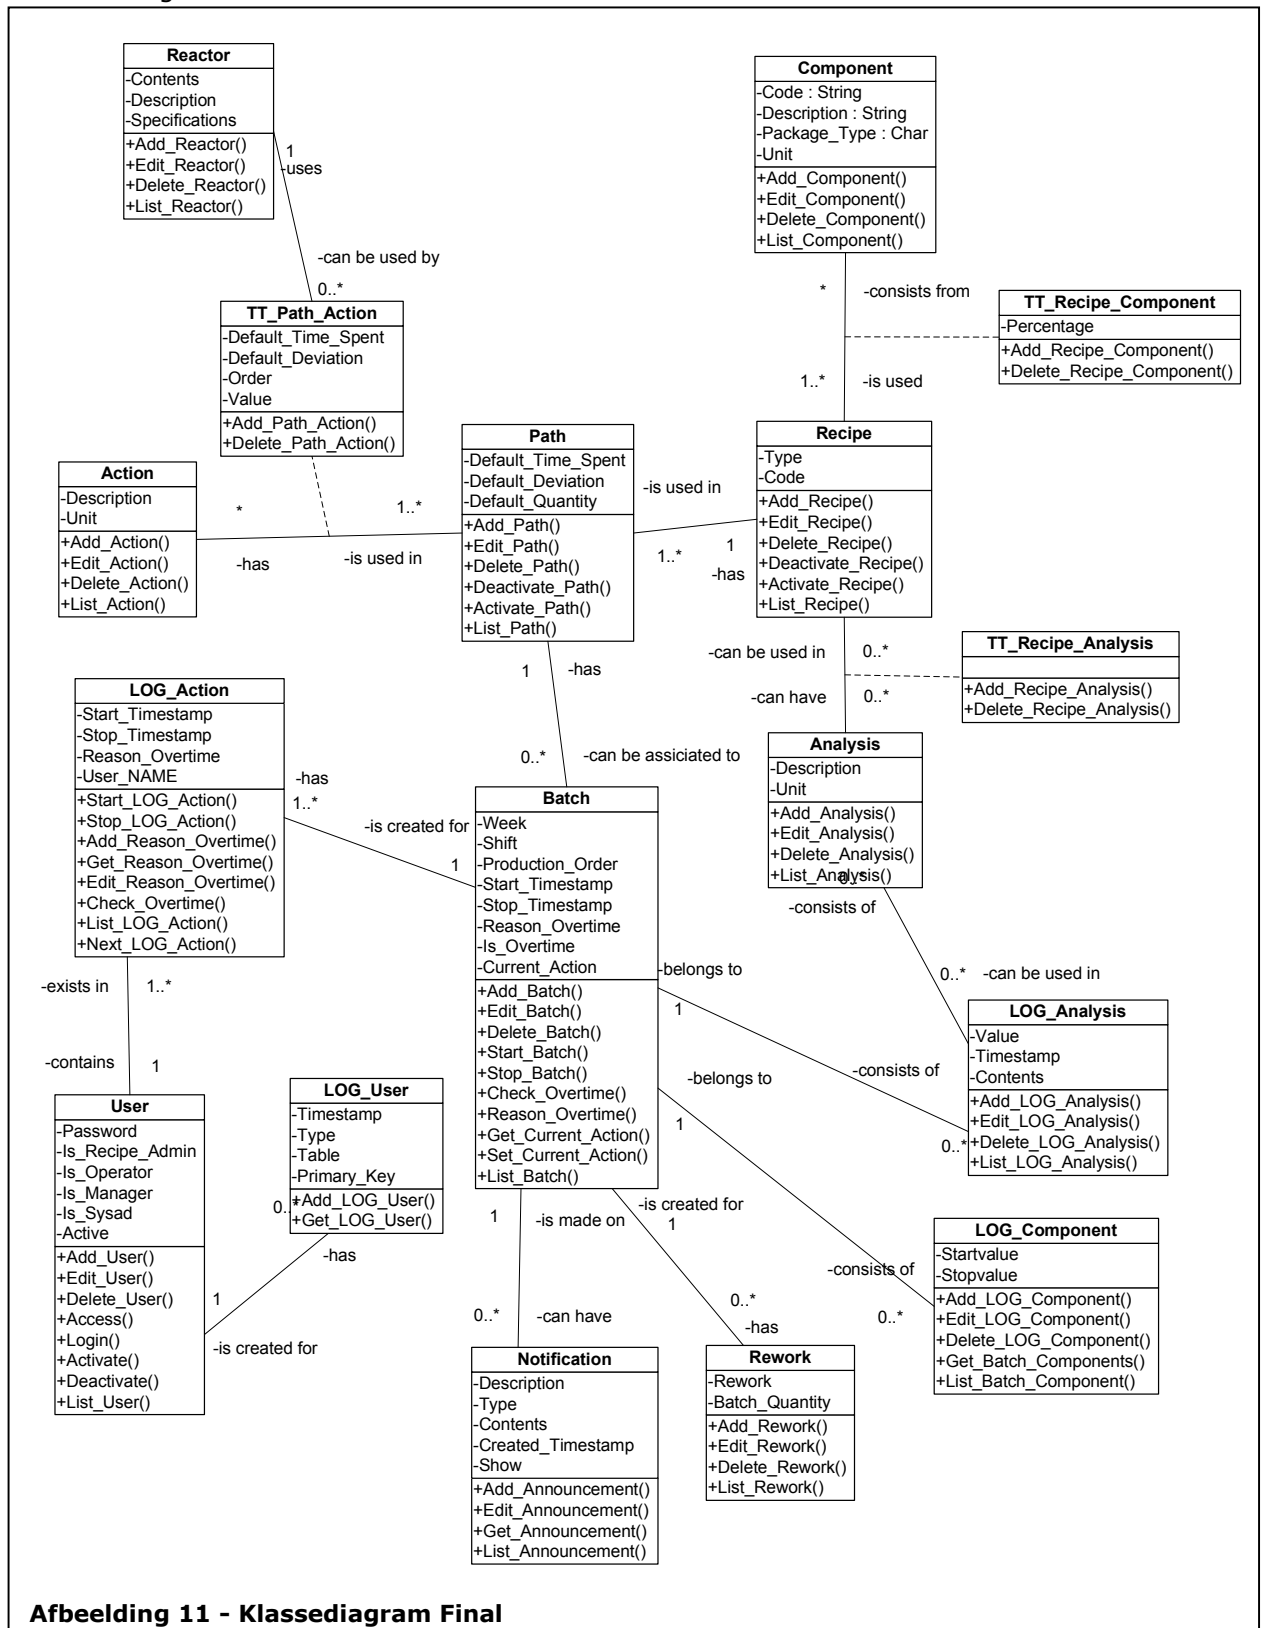 Reactor
-Contents
-Description
-Specifications
+Add_Reactor()
+Edit_Reactor()
+Delete_Reactor()
+List_Reactor()
1
-uses
-can be used by
0..*
Component
-Code : String
-Description : String
-Package_Type : Char
-Unit
+Add_Component()
+Edit_Component()
+Delete_Component()
+List_Component()
*
-consists from
1..*
-is used
TT_Recipe_Component
-Percentage
+Add_Recipe_Component()
+Delete_Recipe_Component()
TT_Path_Action
-Default_Time_Spent
-Default_Deviation
-Order
-Value
+Add_Path_Action()
+Delete_Path_Action()
Action
-Description
-Unit
+Add_Action()
+Edit_Action()
+Delete_Action()
+List_Action()
*
-has
1..*
-is used in
Path
-Default_Time_Spent
-Default_Deviation
-Default_Quantity
+Add_Path()
+Edit_Path()
+Delete_Path()
+Deactivate_Path()
+Activate_Path()
+List_Path()
-is used in
1..*
1
-has
Recipe
-Type
-Code
+Add_Recipe()
+Edit_Recipe()
+Delete_Recipe()
+Deactivate_Recipe()
+Activate_Recipe()
+List_Recipe()
-can be used in
0..*
-can have
0..*
TT_Recipe_Analysis
+Add_Recipe_Analysis()
+Delete_Recipe_Analysis()
1
-has
0..*
-can be assiciated to
LOG_Action
-Start_Timestamp
-Stop_Timestamp
-Reason_Overtime
-User_NAME
+Start_LOG_Action()
+Stop_LOG_Action()
+Add_Reason_Overtime()
+Get_Reason_Overtime()
+Edit_Reason_Overtime()
+Check_Overtime()
+List_LOG_Action()
+Next_LOG_Action()
-has
1..*
-is created for
1
Batch
-Week
-Shift
-Production_Order
-Start_Timestamp
-Stop_Timestamp
-Reason_Overtime
-Is_Overtime
-Current_Action
+Add_Batch()
+Edit_Batch()
+Delete_Batch()
+Start_Batch()
+Stop_Batch()
+Check_Overtime()
+Reason_Overtime()
+Get_Current_Action()
+Set_Current_Action()
+List_Batch()
Analysis
-Description
-Unit
+Add_Analysis()
+Edit_Analysis()
+Delete_Analysis()
+List_Analysis()
0..*
-consists of
0..*
-can be used in
LOG_Analysis
-Value
-Timestamp
-Contents
+Add_LOG_Analysis()
+Edit_LOG_Analysis()
+Delete_LOG_Analysis()
+List_LOG_Analysis()
-belongs to
1
-consists of
0..*
-belongs to
1
-consists of
0..*
-exists in
1..*
-contains
1
User
-Password
-Is_Recipe_Admin
-Is_Operator
-Is_Manager
-Is_Sysad
-Active
+Add_User()
+Edit_User()
+Delete_User()
+Access()
+Login()
+Activate()
+Deactivate()
+List_User()
LOG_User
-Timestamp
-Type
-Table
-Primary_Key
+Add_LOG_User()
+Get_LOG_User()
0..*
-has
1
-is created for
1
-is made on
0..*
-can have
-is created for
1
0..*
-has
LOG_Component
-Startvalue
-Stopvalue
+Add_LOG_Component()
+Edit_LOG_Component()
+Delete_LOG_Component()
+Get_Batch_Components()
+List_Batch_Component()
Notification
-Description
-Type
-Contents
-Created_Timestamp
-Show
+Add_Announcement()
+Edit_Announcement()
+Get_Announcement()
+List_Announcement()
Rework
-Rework
-Batch_Quantity
+Add_Rework()
+Edit_Rework()
+Delete_Rework()
+List_Rework()
Afbeelding 11 - Klassediagram Final